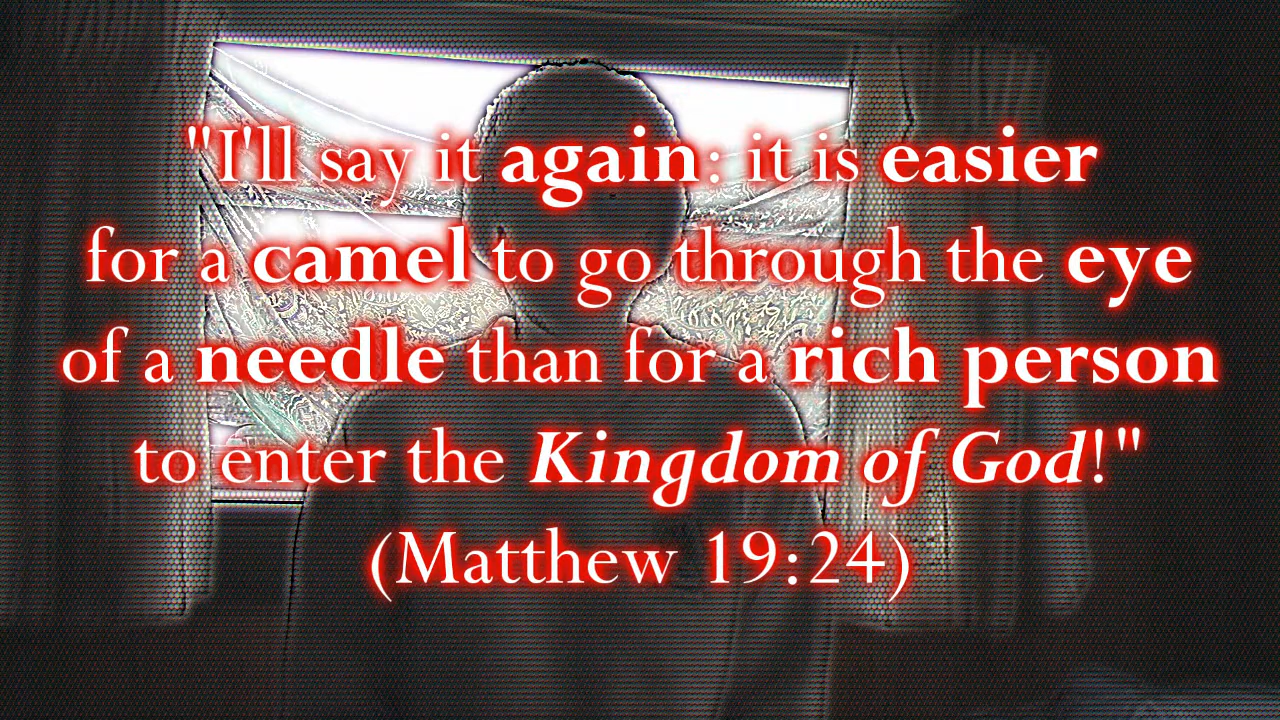 "I'll say it again: it is easier
for a camel to go through the eye
of a needle than for a rich person
to enter the Kingdom of God!"
(Matthew 19:24)